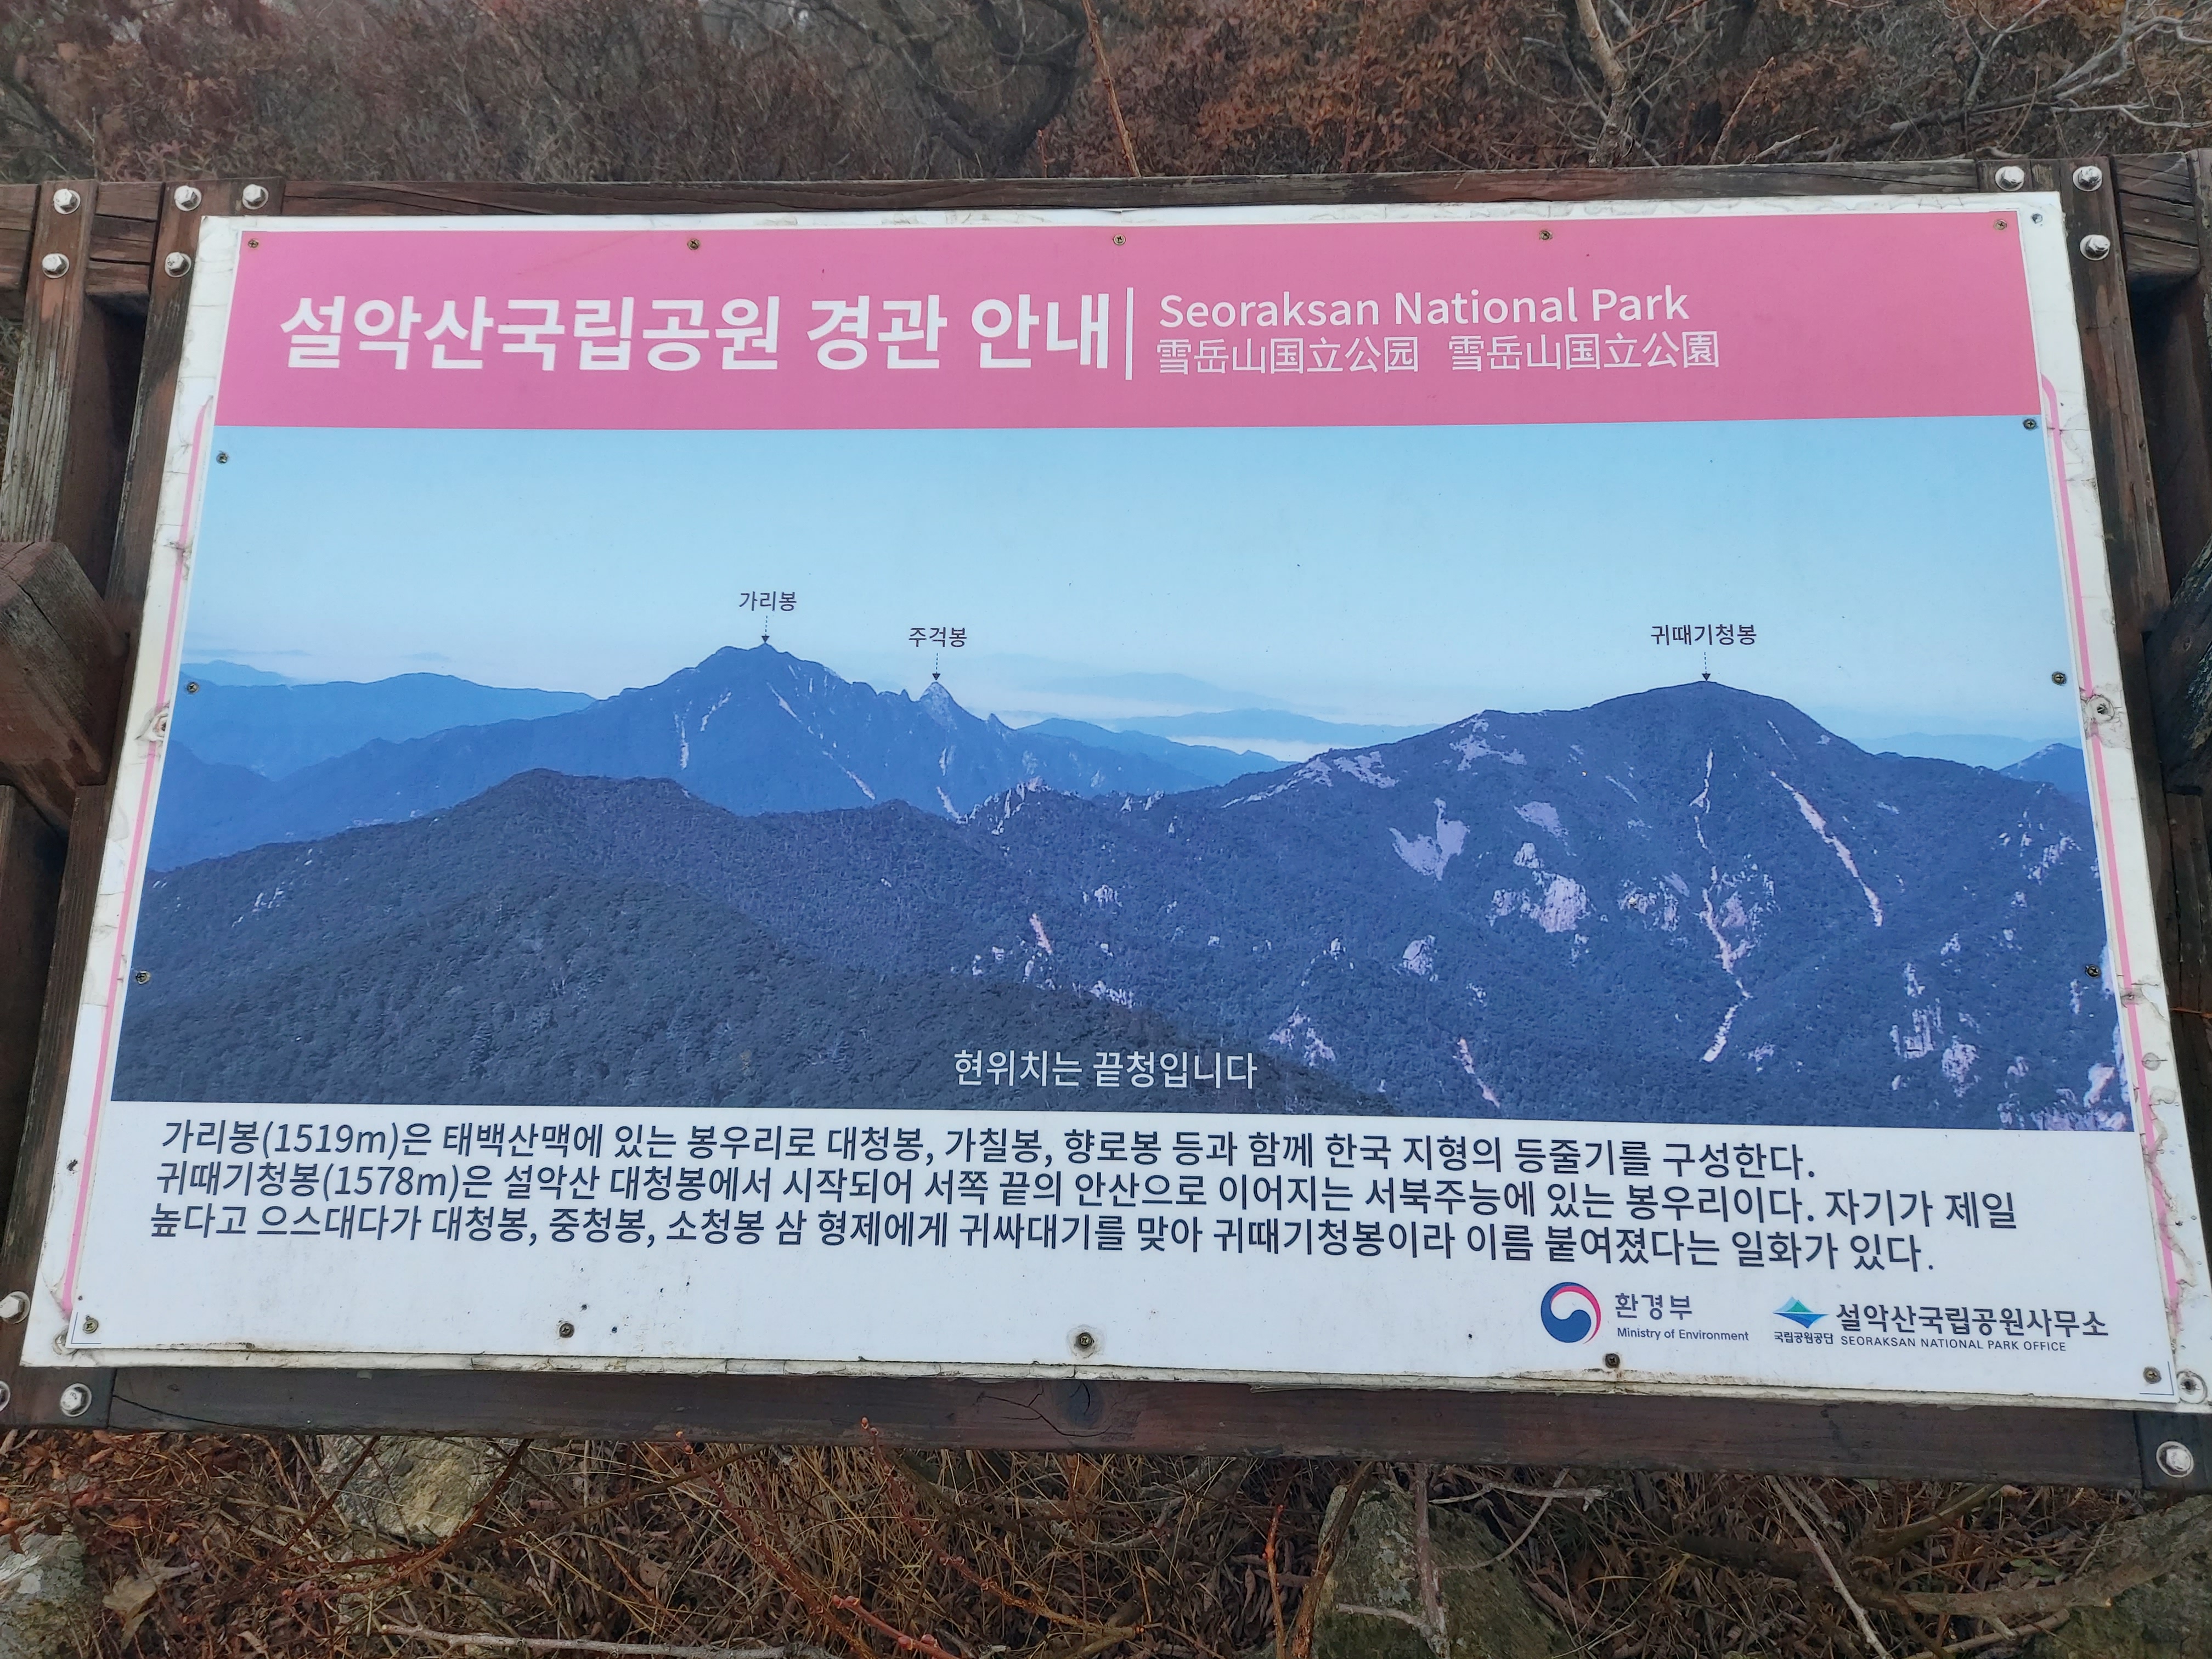 설악산국립공원 경관 안내
Seoraksan National Park
雪岳山国立公园 雪岳山国立公園
가리봉
주걱봉
귀때기청봉
현위치는 끝청입니다
가리봉(1519m)은 태백산맥에 있는 봉우리로 대청봉, 가칠봉, 향로봉 등과 함께 한국 지형의 등줄기를 구성한다.
귀때기청봉(1578m)은 설악산 대청봉에서 시작되어 서쪽 끝의 안산으로 이어지는 서북주능에 있는 봉우리이다. 자기가 제일
높다고 으스대다가 대청봉, 중청봉, 소청봉 삼 형제에게 귀싸대기를 맞아 귀때기청봉이라 이름 붙여졌다는 일화가 있다.
환경부
Ministry of Environment
국립공원공단
설악산국립공원사무소
SEORAKSAN NATIONAL PARK OFFICE